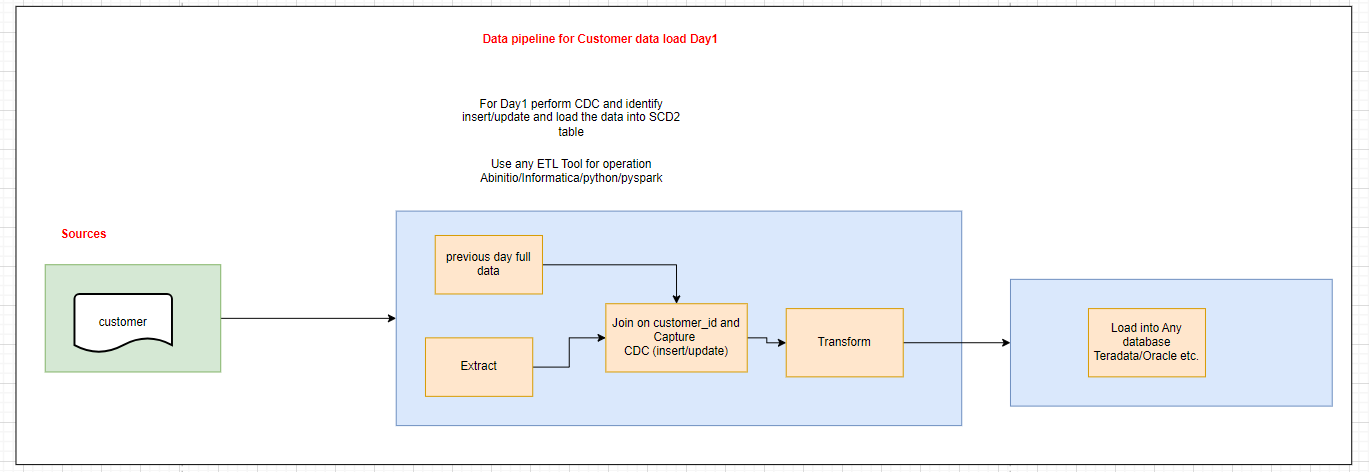 Data pipeline for Customer data load Day1
For Day1 perform CDC and identify
insert/update and load the data into SCD2
table
Use any ETL Tool for operation
Abinitio/Informatica/python/pyspark
Sources
customer
previous day full
data
Extract
Join on customer_id and
Capture
CDC (insert/update)
Transform
Load into Any
database
Teradata/Oracle etc.